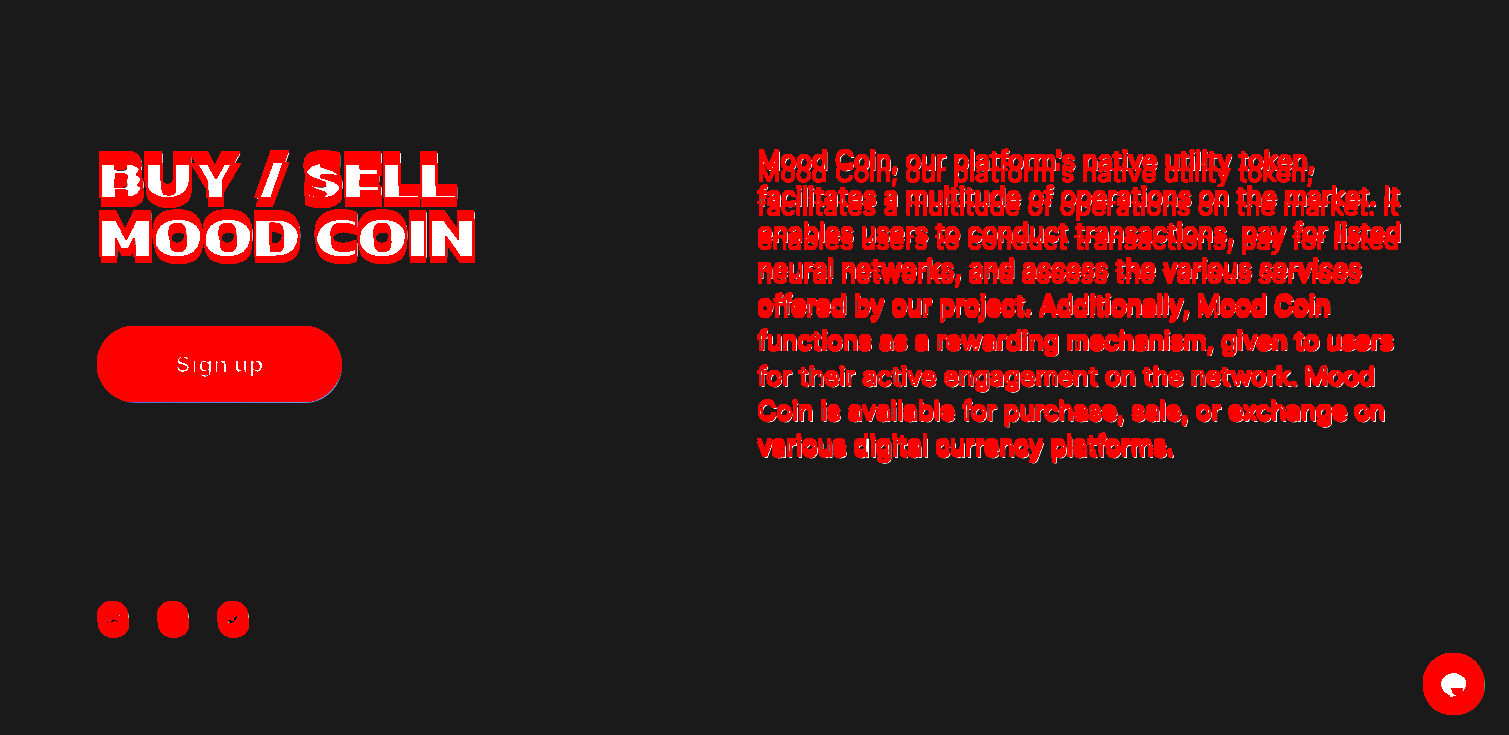 BUY / SELL
MOOD COIN
Sign up
Mood Coin, our platform's native utility token,
facilitates a multitude of operations on the market. It
enables users to conduct transactions, pay for listed
neural networks, and access the various services
offered by our project. Additionally, Mood Coin
functions as a rewarding mechanism, given to users
for their active engagement on the network. Mood
Coin is available for purchase, sale, or exchange on
various digital currency platforms.